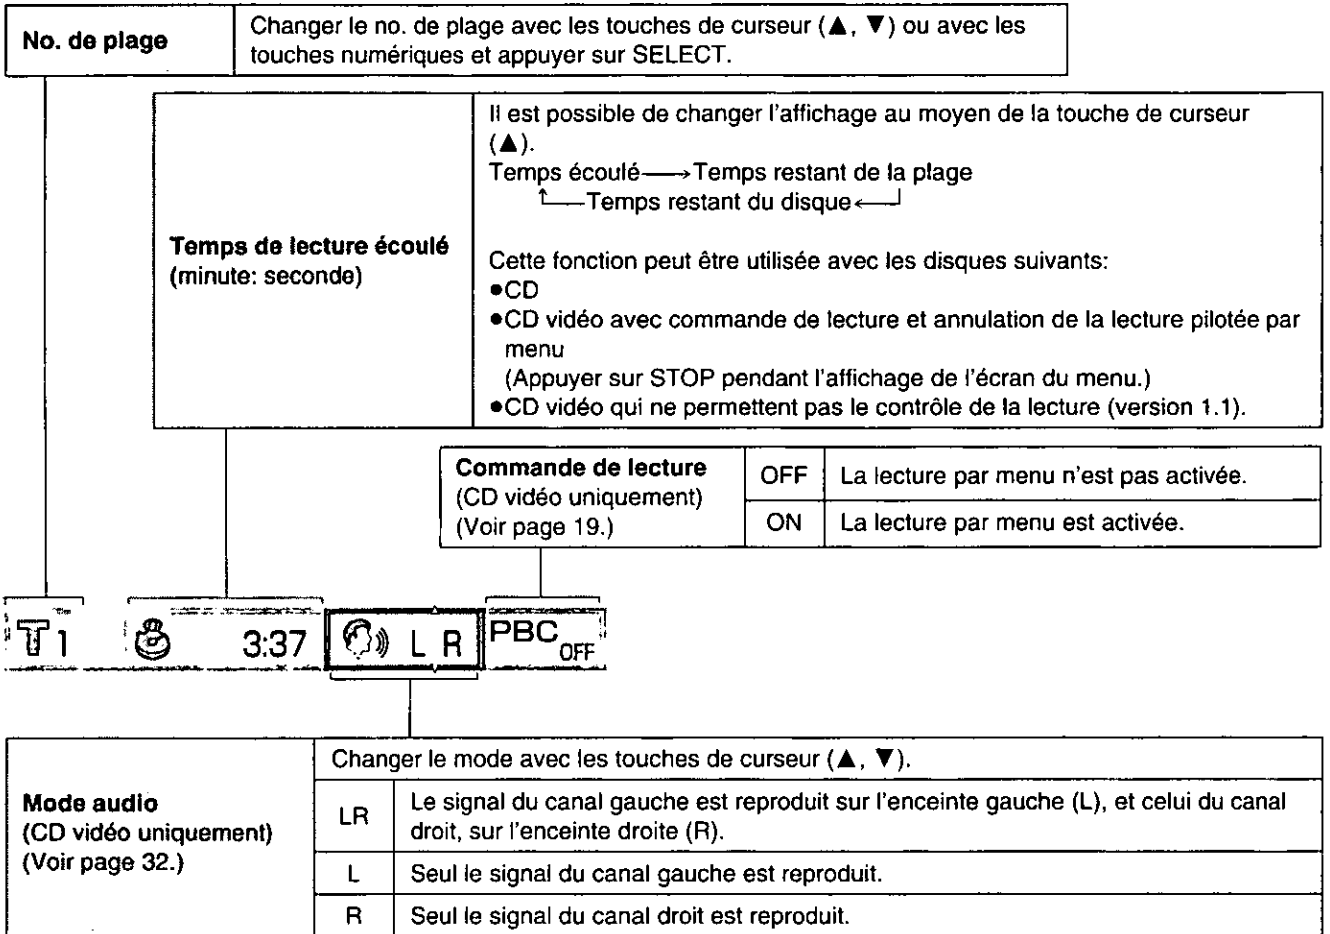 No. de plage
Changer le no. de plage avec les touches de curseur (▲, ▼) ou avec les
touches numériques et appuyer sur SELECT.
Temps de lecture écoulé
(minute: seconde)
Il est possible de changer l'affichage au moyen de la touche de curseur
(▲).
Temps écoulé→Temps restant de la plage
↑Temps restant du disque←
Cette fonction peut être utilisée avec les disques suivants:
●CD
●CD vidéo avec commande de lecture et annulation de la lecture pilotée par
menu
(Appuyer sur STOP pendant l'affichage de l'écran du menu.)
●CD vidéo qui ne permettent pas le contrôle de la lecture (version 1.1).
Commande de lecture
(CD vidéo uniquement)
(Voir page 19.)
OFF La lecture par menu n'est pas activée.
ON La lecture par menu est activée.
T 1 3:37 L R PBC OFF
Mode audio
(CD vidéo uniquement)
(Voir page 32.)
Changer le mode avec les touches de curseur (▲, ▼).
LR Le signal du canal gauche est reproduit sur l'enceinte gauche (L), et celui du canal
droit, sur l'enceinte droite (R).
L Seul le signal du canal gauche est reproduit.
R Seul le signal du canal droit est reproduit.